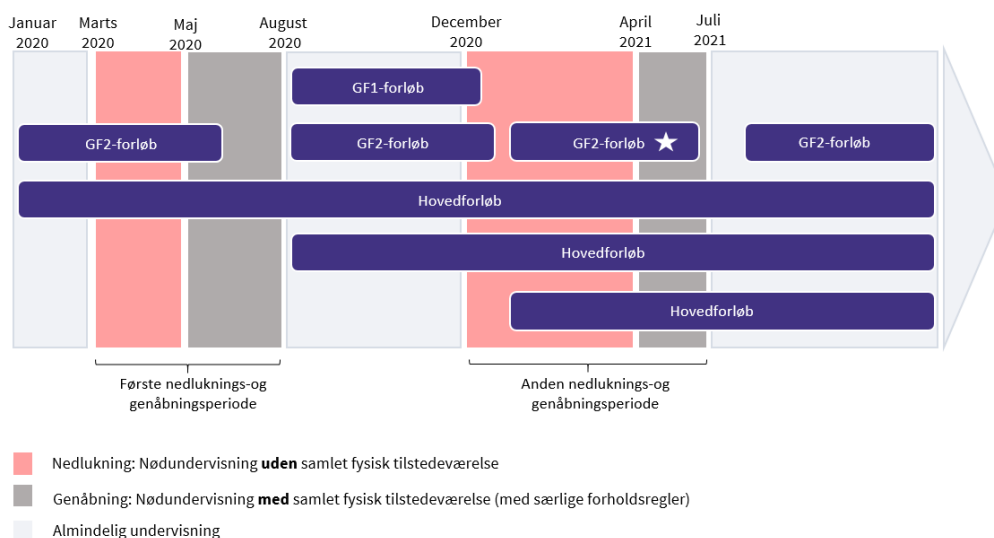 Januar
2020
Marts
2020
Maj
2020
August
2020
December
2020
April
2021
Juli
2021
GF1-forløb
GF2-forløb
GF2-forløb
GF2-forløb
GF2-forløb
Hovedforløb
Hovedforløb
Hovedforløb
Første nedluknings-og
genåbningsperiode
Anden nedluknings-og
genåbningsperiode
Nedlukning: Nødundervisning uden samlet fysisk tilstedeværelse
Genåbning: Nødundervisning med samlet fysisk tilstedeværelse (med særlige forholdsregler)
Almindelig undervisning